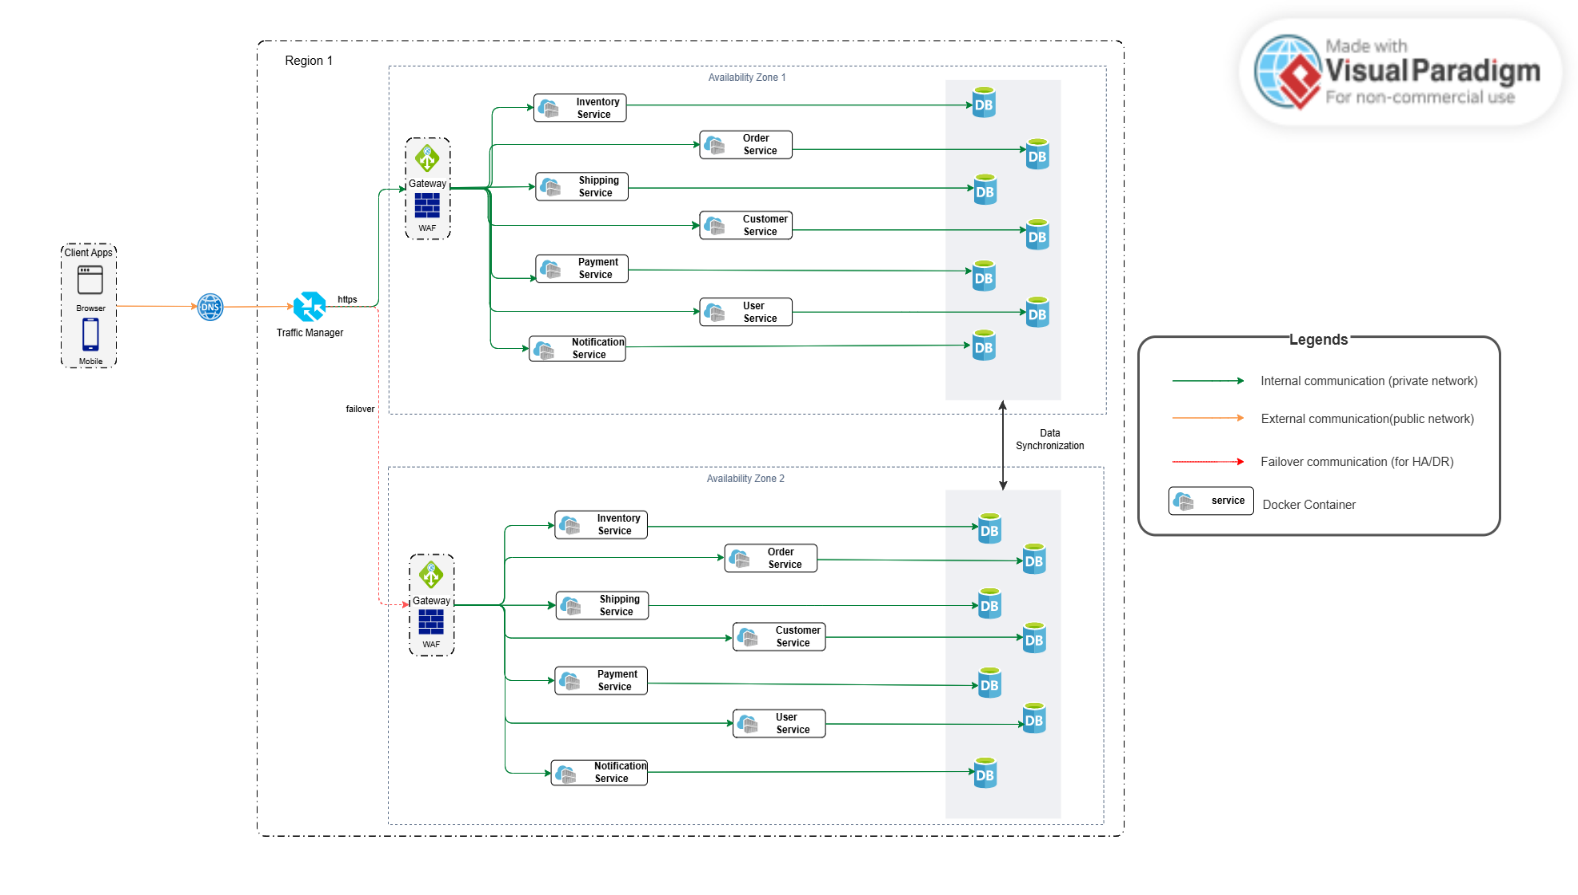 Made with
Visual Paradigm
For non-commercial use
Region 1
Availability Zone 1
Inventory
Service
DB
Order
Service
DB
Gateway
WAF
Shipping
Service
DB
Customer
Service
DB
Client Apps
Browser
Mobile
DNS
Traffic Manager
https
Payment
Service
DB
User
Service
DB
Notification
Service
DB
failover
Data
Synchronization
Legends
Internal communication (private network)
External communication(public network)
Failover communication (for HA/DR)
service
Docker Container
Availability Zone 2
Inventory
Service
DB
Order
Service
DB
Gateway
WAF
Shipping
Service
DB
Customer
Service
DB
Payment
Service
DB
User
Service
DB
Notification
Service
DB